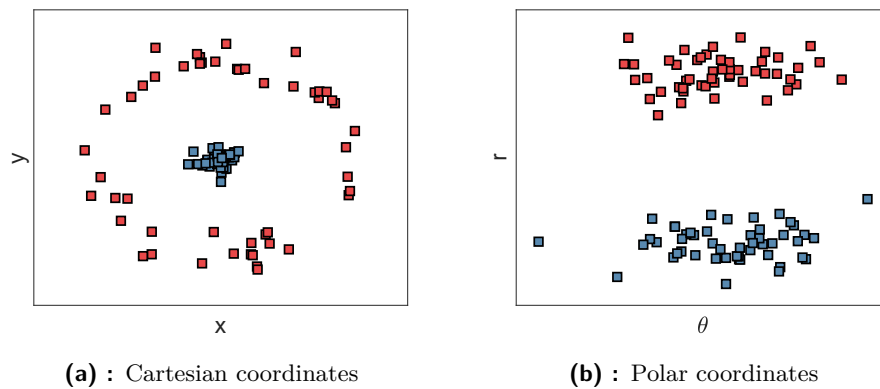 y
x
(a) : Cartesian coordinates
r
θ
(b) : Polar coordinates